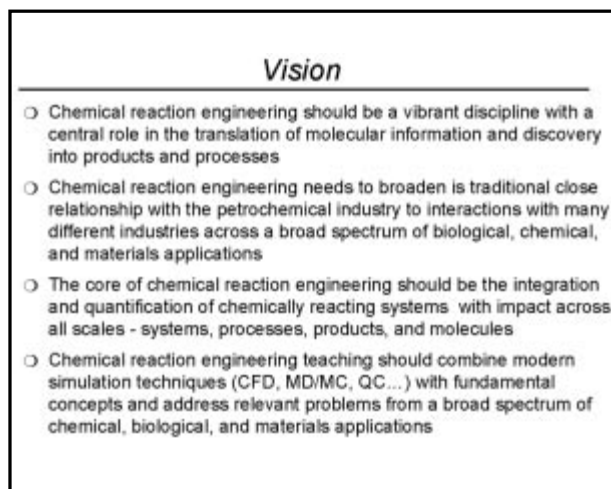 Vision
❍ Chemical reaction engineering should be a vibrant discipline with a
central role in the translation of molecular information and discovery
into products and processes
❍ Chemical reaction engineering needs to broaden is traditional close
relationship with the petrochemical industry to interactions with many
different industries across a broad spectrum of biological, chemical,
and materials applications
❍ The core of chemical reaction engineering should be the integration
and quantification of chemically reacting systems with impact across
all scales - systems, processes, products, and molecules
❍ Chemical reaction engineering teaching should combine modern
simulation techniques (CFD, MD/MC, QC...) with fundamental
concepts and address relevant problems from a broad spectrum of
chemical, biological, and materials applications